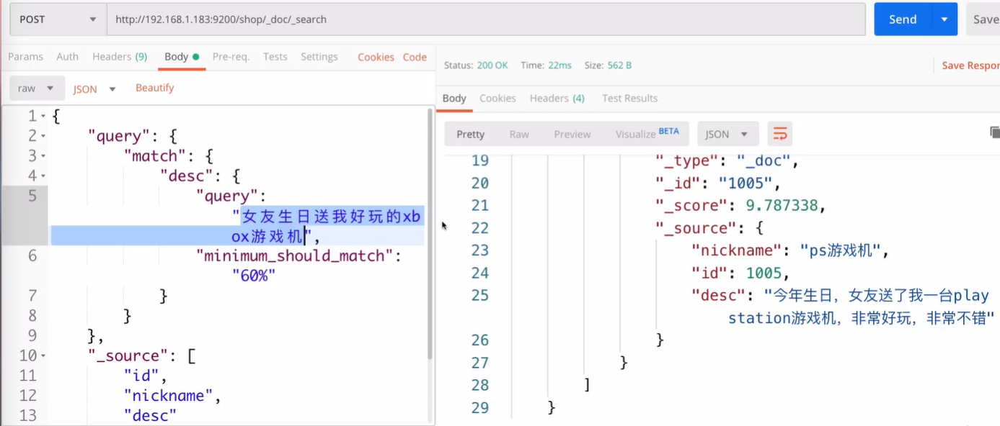 POST http://192.168.1.183:9200/shop/_doc/_search Send Save
Params Auth Headers (9) Body Pre-req. Tests Settings Cookies Code
raw JSON Beautify
1 {
2 "query": {
3 "match": {
4 "desc": {
5 "query":
"女友生日送我好玩的xb
ox游戏机",
6 "minimum_should_match":
"60%"
7 }
8 }
9 },
10 "_source": [
11 "id",
12 "nickname",
13 "desc"
Status: 200 OK Time: 22ms Size: 562 B Save Respor
Body Cookies Headers (4) Test Results
Pretty Raw Preview Visualize BETA JSON
19 "_type": "_doc",
20 "_id": "1005",
21 "_score": 9.787338,
22 "_source": {
23 "nickname": "ps游戏机",
24 "id": 1005,
25 "desc": "今年生日，女友送了我一台play
station游戏机，非常好玩，非常不错"
26 }
27 }
28 ]
29 }